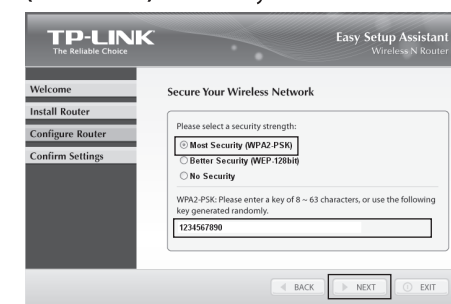 TP-LINK
The Reliable Choice
Easy Setup Assistant
Wireless N Router
Welcome
Install Router
Configure Router
Confirm Settings
Secure Your Wireless Network
Please select a security strength:
Most Security (WPA2-PSK)
Better Security (WEP-128bit)
No Security
WPA2-PSK: Please enter a key of 8 ~ 63 characters, or use the following
key generated randomly.
1234567890
BACK
NEXT
EXIT